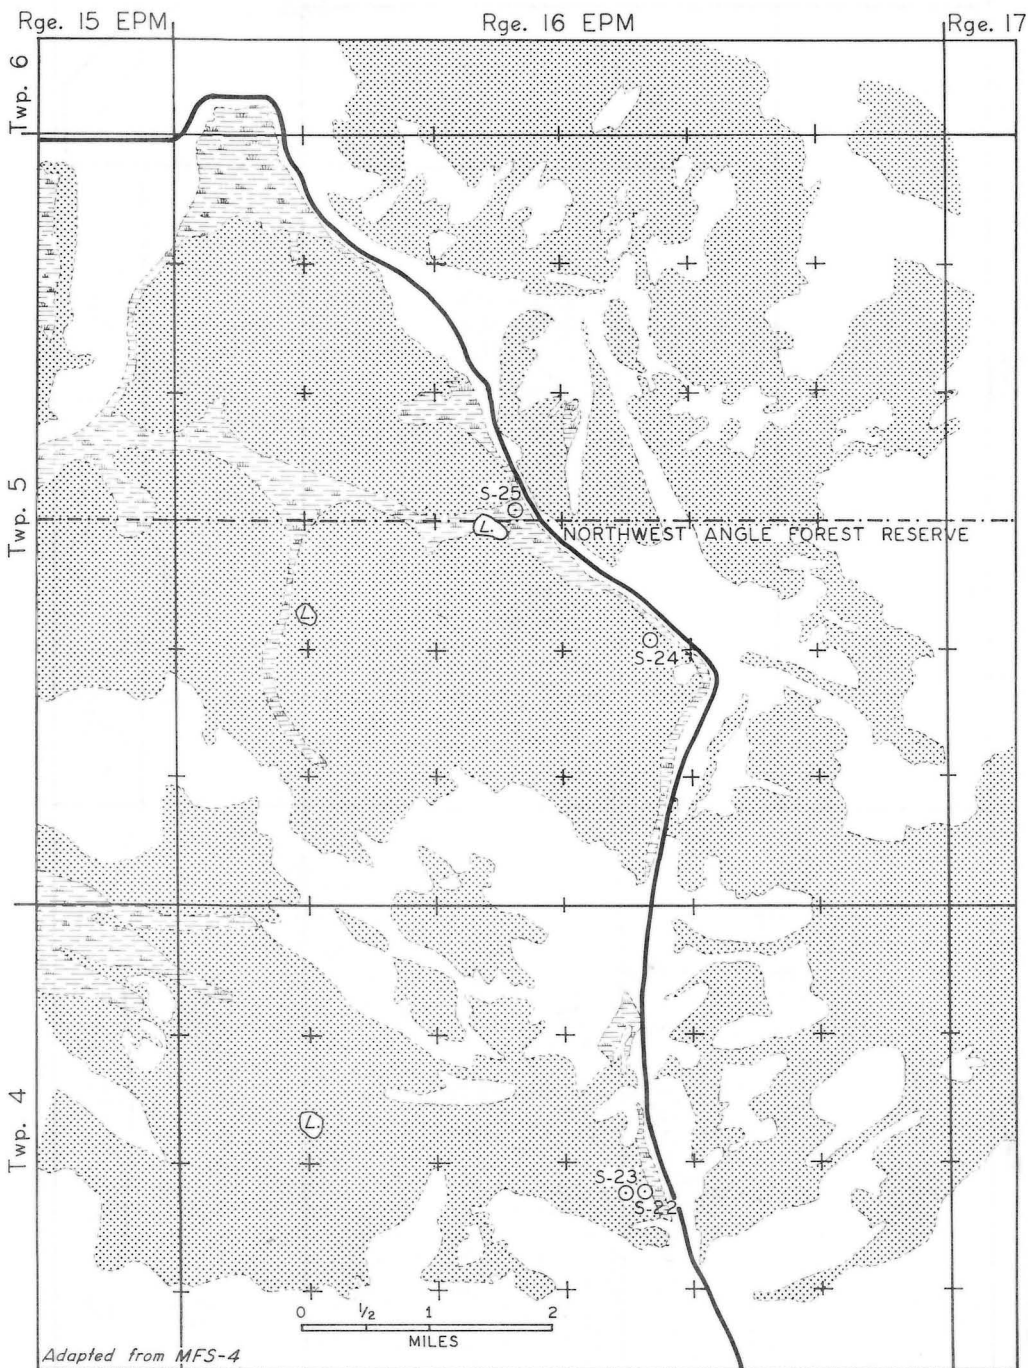 Rge. 15 EPM
Rge. 16 EPM
Rge. 17
Twp. 6
Twp. 5
S-25
L.
NORTHWEST ANGLE FOREST RESERVE
L.
S-24
Twp. 4
L.
S-23
S-22
0 1/2 1 2
MILES
Adapted from MFS-4